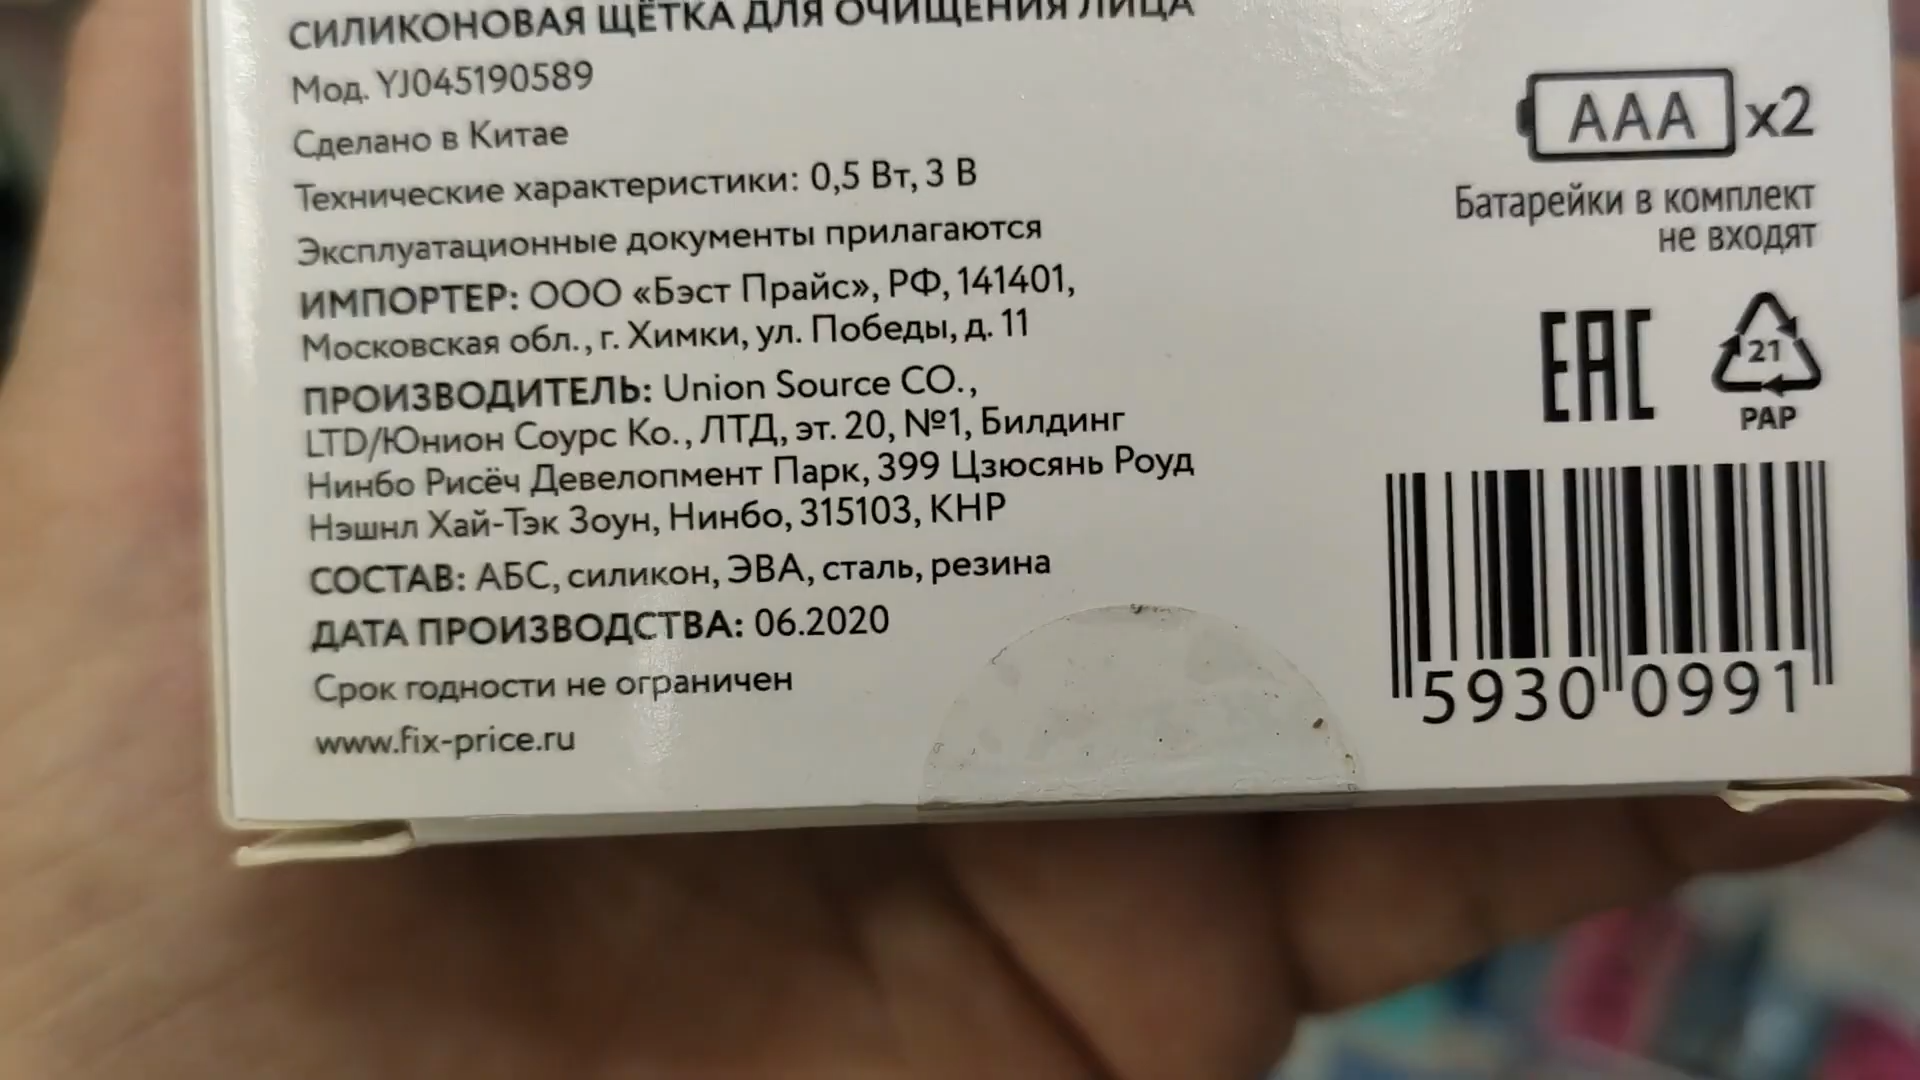 СИЛИКОНОВАЯ ЩЁТКА ДЛЯ ОЧИЩЕНИЯ ЛИЦА
Мод. YJ045190589
Сделано в Китае
Технические характеристики: 0,5 Вт, 3 В
Эксплуатационные документы прилагаются
ИМПОРТЕР: ООО «Бэст Прайс», РФ, 141401,
Московская обл., г. Химки, ул. Победы, д. 11
ПРОИЗВОДИТЕЛЬ: Union Source CO.,
LTD/Юнион Соурс Ко., ЛТД, эт. 20, №1, Билдинг
Нинбо Рисёч Девелопмент Парк, 399 Цзюсянь Роуд
Нэшнл Хай-Тэк Зоун, Нинбо, 315103, КНР
СОСТАВ: АБС, силикон, ЭВА, сталь, резина
ДАТА ПРОИЗВОДСТВА: 06.2020
Срок годности не ограничен
www.fix-price.ru
AAA x2
Батарейки в комплект
не входят
EAC
21
PAP
5930 0991